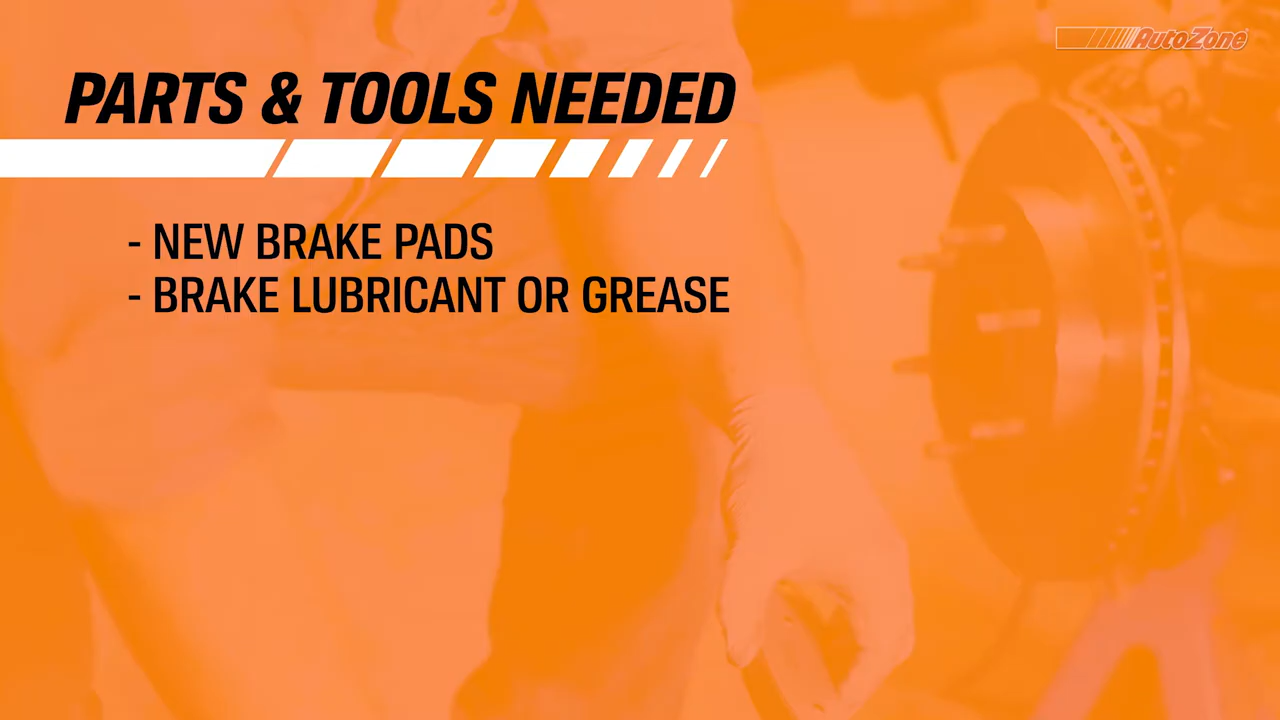 AutoZone
PARTS & TOOLS NEEDED
- NEW BRAKE PADS
- BRAKE LUBRICANT OR GREASE